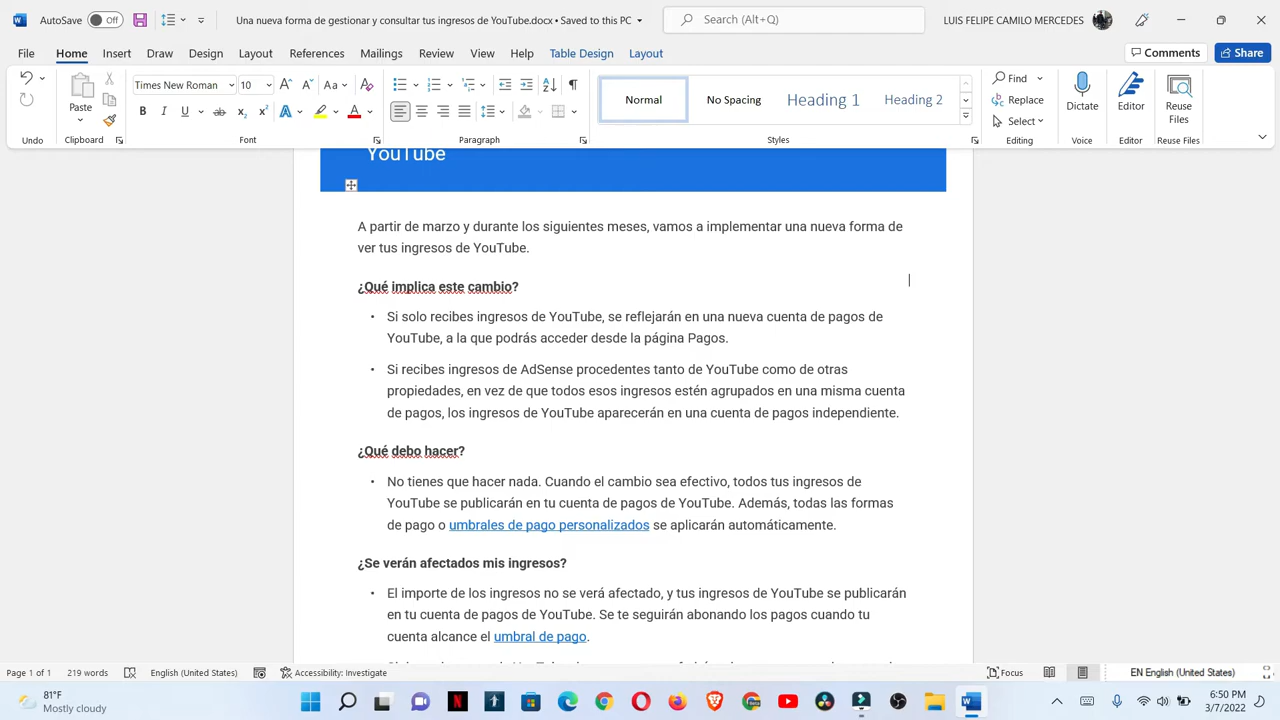 AutoSave Off Una nueva forma de gestionar y consultar tus ingresos de YouTube.docx • Saved to this PC Search (Alt+Q) LUIS FELIPE CAMILO MERCEDES
File Home Insert Draw Design Layout References Mailings Review View Help Table Design Layout Comments Share
Paste Times New Roman 10 Aa Normal No Spacing Heading 1 Heading 2 Find Replace Select Dictate Editor Reuse Files
Undo Clipboard Font Paragraph Styles Editing Voice Editor Reuse Files
YouTube
A partir de marzo y durante los siguientes meses, vamos a implementar una nueva forma de
ver tus ingresos de YouTube.
¿Qué implica este cambio?
• Si solo recibes ingresos de YouTube, se reflejarán en una nueva cuenta de pagos de
YouTube, a la que podrás acceder desde la página Pagos.
• Si recibes ingresos de AdSense procedentes tanto de YouTube como de otras
propiedades, en vez de que todos esos ingresos estén agrupados en una misma cuenta
de pagos, los ingresos de YouTube aparecerán en una cuenta de pagos independiente.
¿Qué debo hacer?
• No tienes que hacer nada. Cuando el cambio sea efectivo, todos tus ingresos de
YouTube se publicarán en tu cuenta de pagos de YouTube. Además, todas las formas
de pago o umbrales de pago personalizados se aplicarán automáticamente.
¿Se verán afectados mis ingresos?
• El importe de los ingresos no se verá afectado, y tus ingresos de YouTube se publicarán
en tu cuenta de pagos de YouTube. Se te seguirán abonando los pagos cuando tu
cuenta alcance el umbral de pago.
Page 1 of 1 219 words English (United States) Accessibility: Investigate Focus EN English (United States)
81°F
Mostly cloudy
6:50 PM
3/7/2022